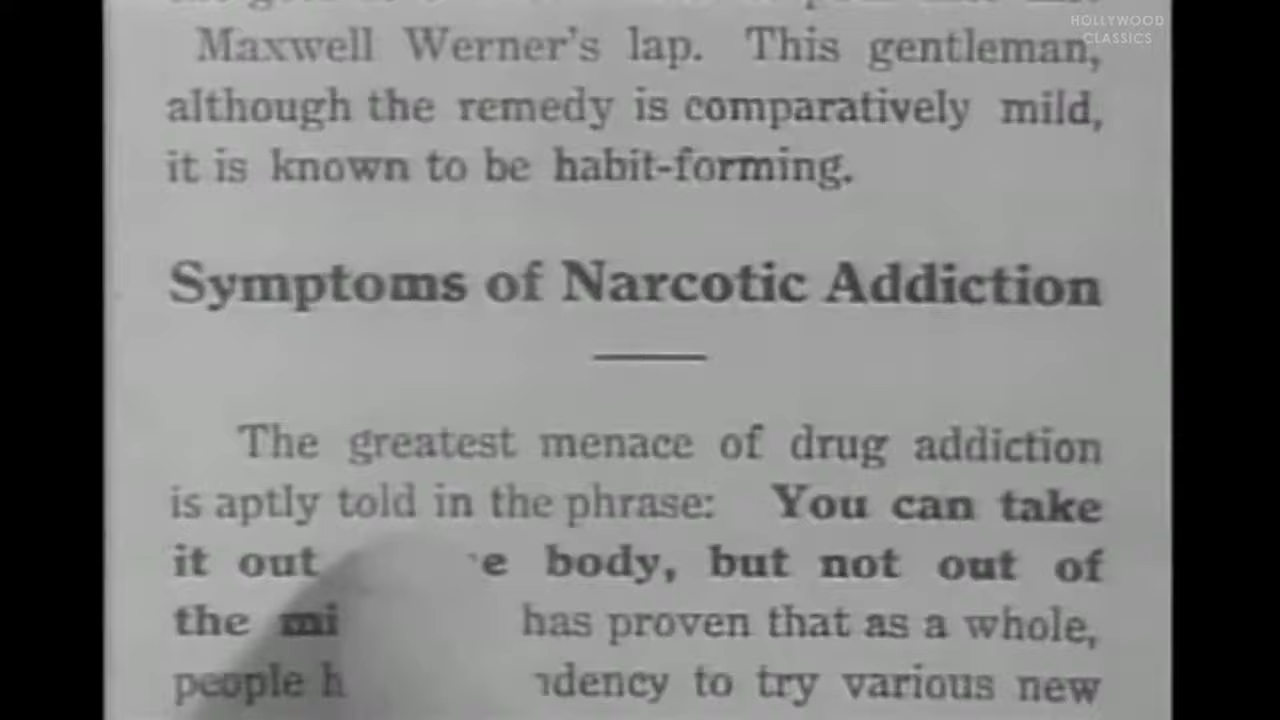 HOLLYWOOD
CLASSICS
Maxwell Werner's lap. This gentleman,
although the remedy is comparatively mild,
it is known to be habit-forming.
Symptoms of Narcotic Addiction
The greatest menace of drug addiction
is aptly told in the phrase: You can take
it out body, but not out of
the has proven that as a whole,
people to try various new